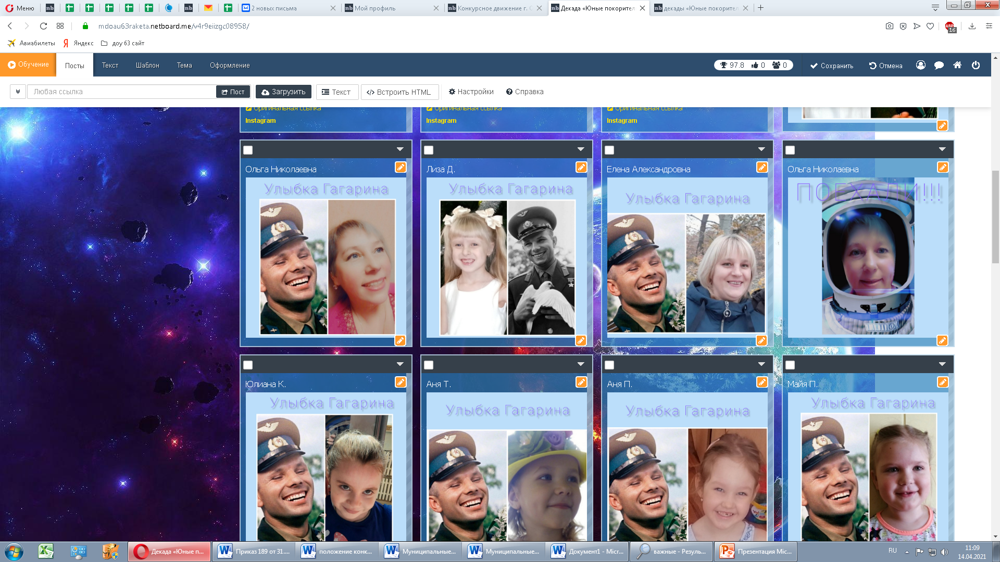 Меню
2 новых письма
Мой профиль
Конкурсное движение г. О
Декада «Юные покорител
декады «Юные покорител
mdoau63raketa.netboard.me/v4r9eiizgc08958/
ABP
16
Авиабилеты
Яндекс
доу 63 сайт
Обучение
Посты
Текст
Шаблон
Тема
Оформление
97.8
0
0
Сохранить
Отмена
Любая ссылка
Пост
Загрузить
Текст
Встроить HTML
Настройки
Справка
Оригинальная ссылка
Оригинальная ссылка
Оригинальная ссылка
Instagram
Instagram
Instagram
Ольга Николаевна
Лиза Д.
Елена Александровна
Ольга Николаевна
Улыбка Гагарина
Улыбка Гагарина
Улыбка Гагарина
ПОЕХАЛИ!!!
Юлиана К.
Аня Т.
Аня П.
Майя П.
Улыбка Гагарина
Улыбка Гагарина
Улыбка Гагарина
Улыбка Гагарина
Декада «Юные п...
Приказ 189 от 31....
положение конк...
Муниципальные...
Муниципальные...
Документ1 - Micr...
важные - Резуль...
Презентация Mic...
RU
11:09
14.04.2021